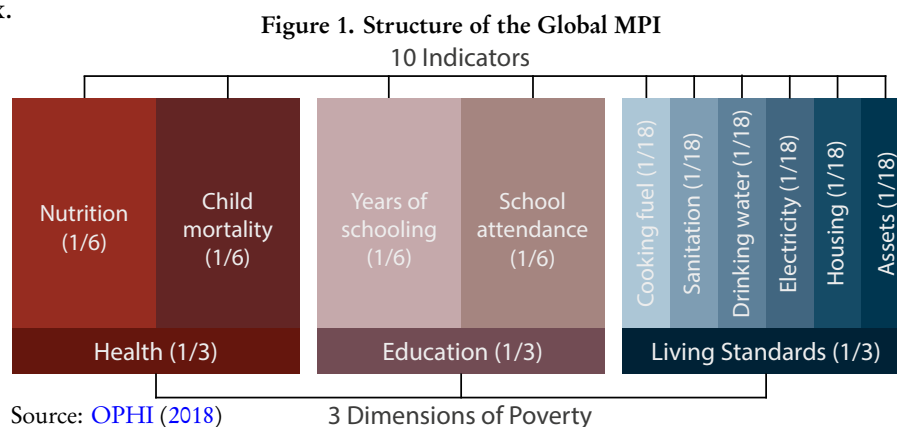 k.
Figure 1. Structure of the Global MPI
10 Indicators
Nutrition
(1/6)
Child
mortality
(1/6)
Years of
schooling
(1/6)
School
attendance
(1/6)
Cooking fuel (1/18)
Sanitation (1/18)
Drinking water (1/18)
Electricity (1/18)
Housing (1/18)
Assets (1/18)
Health (1/3)
Education (1/3)
Living Standards (1/3)
Source: OPHI (2018)
3 Dimensions of Poverty